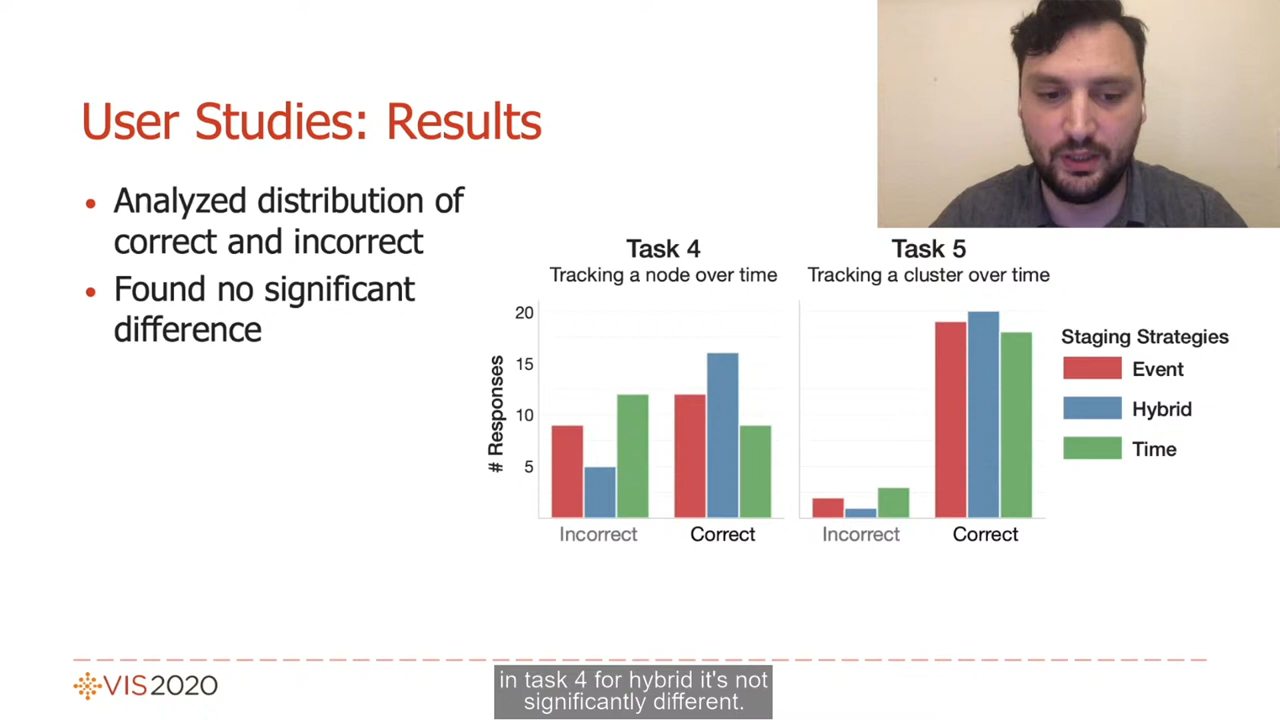 User Studies: Results
• Analyzed distribution of
correct and incorrect
• Found no significant
difference
Task 4
Tracking a node over time
Task 5
Tracking a cluster over time
# Responses
20
15
10
5
Incorrect
Correct
Incorrect
Correct
Staging Strategies
Event
Hybrid
Time
VIS2020
in task 4 for hybrid it's not
significantly different.